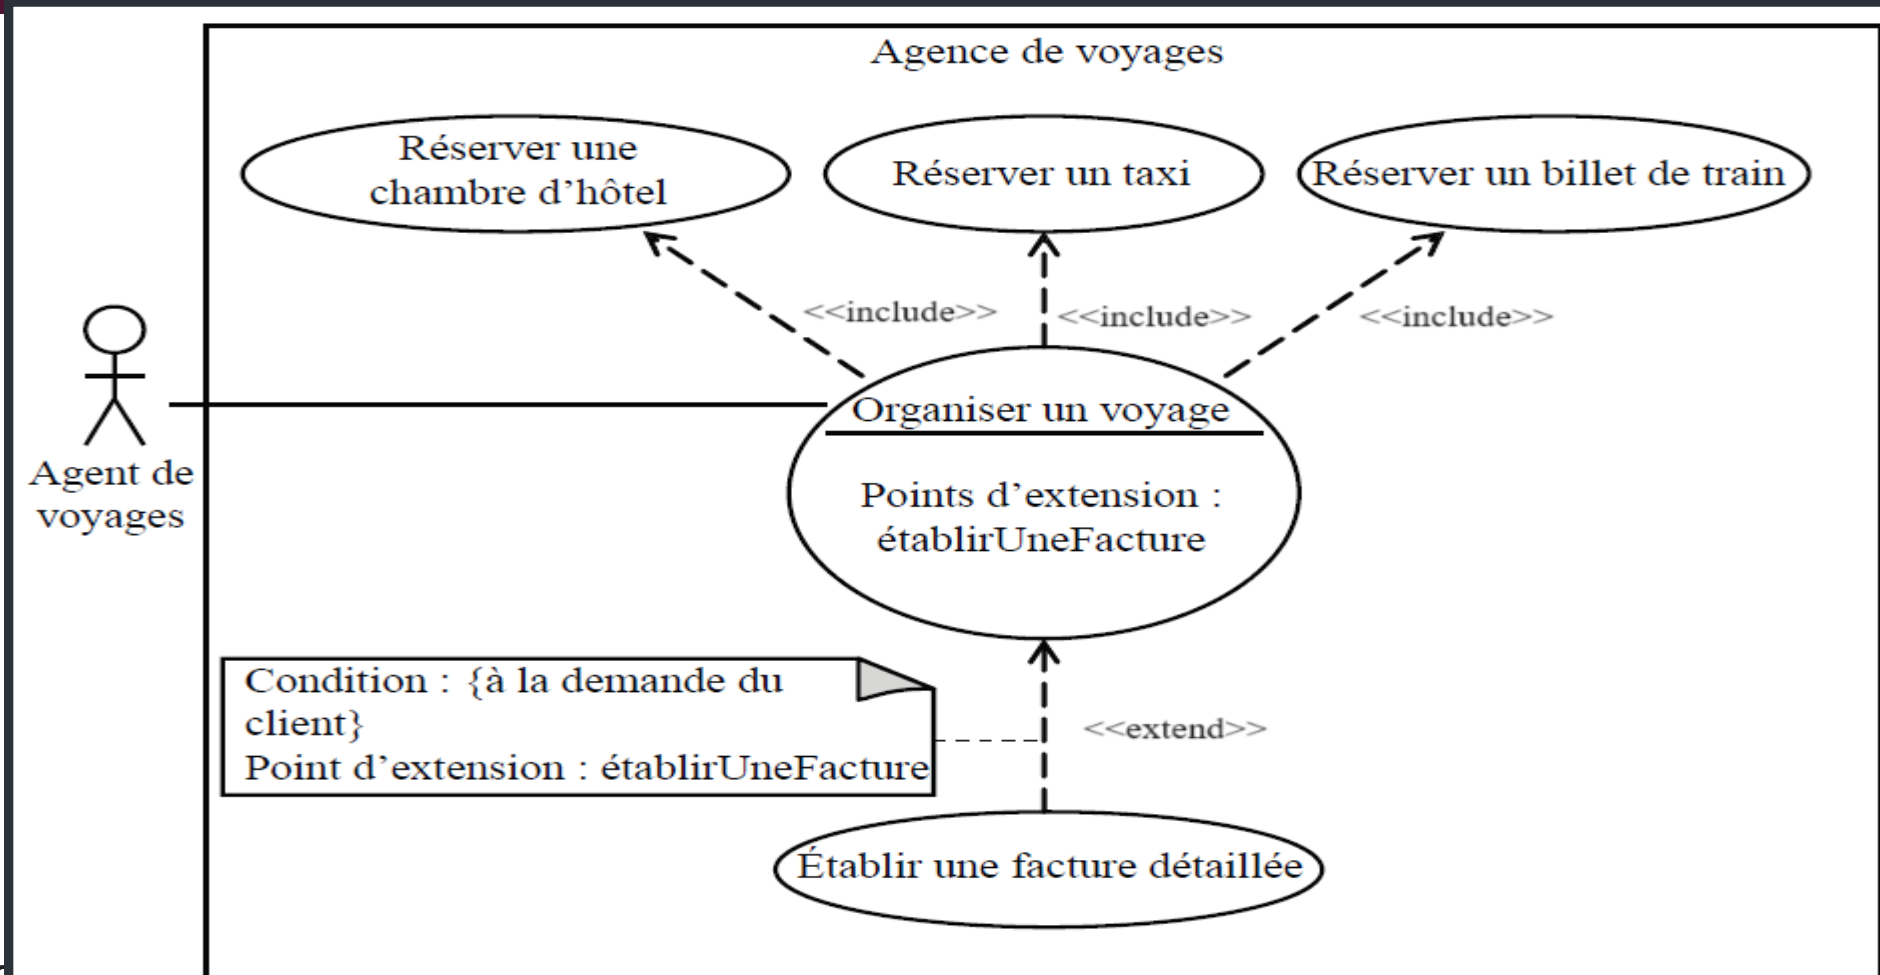 Agence de voyages
Réserver une
chambre d’hôtel
Réserver un taxi
Réserver un billet de train
<<include>>
<<include>>
<<include>>
Organiser un voyage
Points d’extension :
établirUneFacture
Agent de
voyages
Condition : {à la demande du
client}
Point d’extension : établirUneFacture
<<extend>>
Établir une facture détaillée